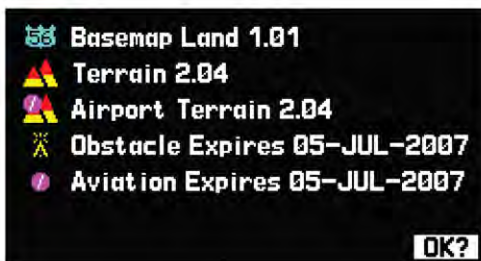 Basemap Land 1.01
Terrain 2.04
Airport Terrain 2.04
Obstacle Expires 05-JUL-2007
Aviation Expires 05-JUL-2007
OK?